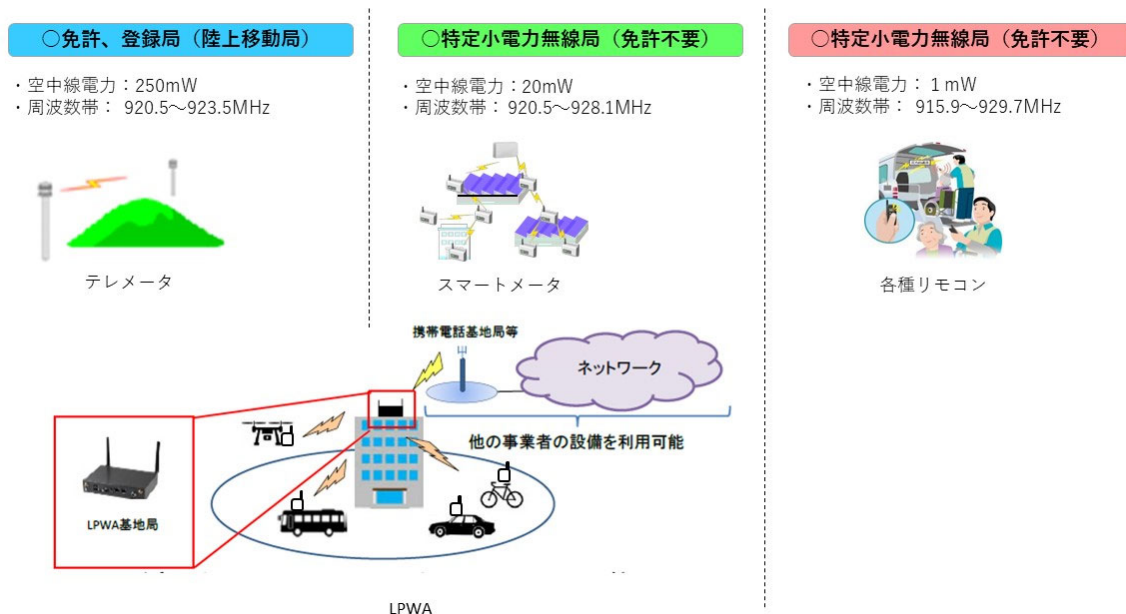 ○免許、登録局（陸上移動局）
・空中線電力：250mW
・周波数帯： 920.5～923.5MHz
テレメータ
○特定小電力無線局（免許不要）
・空中線電力：20mW
・周波数帯： 920.5～928.1MHz
スマートメータ
○特定小電力無線局（免許不要）
・空中線電力： 1 mW
・周波数帯： 915.9～929.7MHz
各種リモコン
携帯電話基地局等
ネットワーク
他の事業者の設備を利用可能
LPWA基地局
LPWA